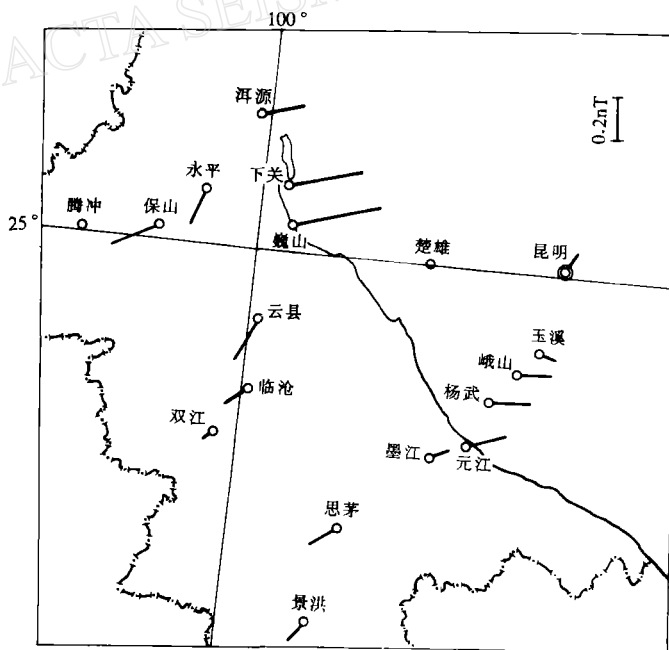 ACTA SEIS
100°
洱源
0.2nT
永平
下关
腾冲
保山
25°
巍山
楚雄
昆明
云县
玉溪
峨山
临沧
杨武
双江
墨江
元江
思茅
景洪